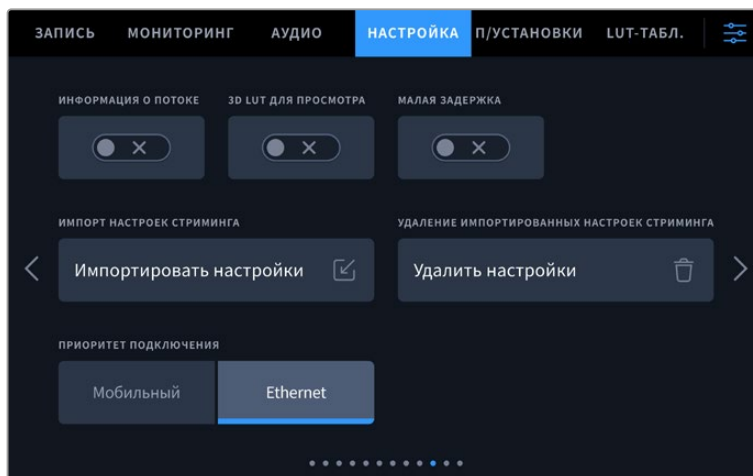 ЗАПИСЬ МОНИТОРИНГ АУДИО НАСТРОЙКА П/УСТАНОВКИ LUT-ТАБЛ.
ИНФОРМАЦИЯ О ПОТОКЕ 3D LUT ДЛЯ ПРОСМОТРА МАЛАЯ ЗАДЕРЖКА
ИМПОРТ НАСТРОЕК СТРИМИНГА УДАЛЕНИЕ ИМПОРТИРОВАННЫХ НАСТРОЕК СТРИМИНГА
Импортировать настройки Удалить настройки
ПРИОРИТЕТ ПОДКЛЮЧЕНИЯ
Мобильный Ethernet